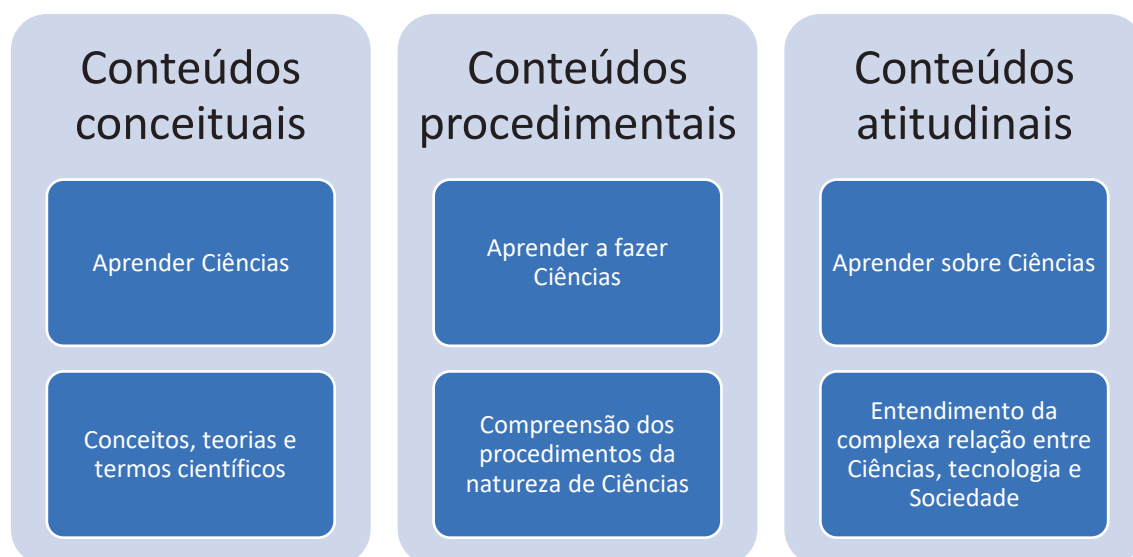 Conteúdos
conceituais
Aprender Ciências
Conceitos, teorias e
termos científicos
Conteúdos
procedimentais
Aprender a fazer
Ciências
Compreensão dos
procedimentos da
natureza de Ciências
Conteúdos
atitudinais
Aprender sobre Ciências
Entendimento da
complexa relação entre
Ciências, tecnologia e
Sociedade